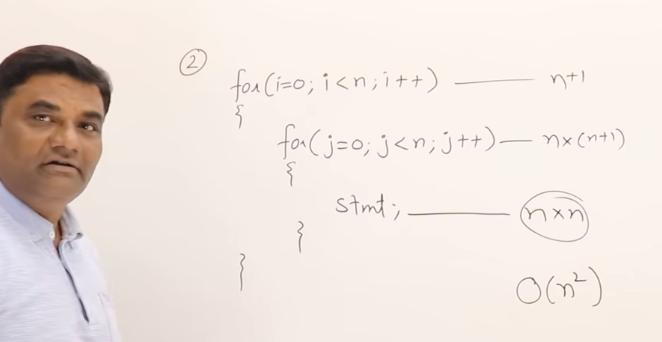 ② for(i=0; i<n; i++) —— n+1
{
for(j=0; j<n; j++) — n×(n+1)
{
stmt; —— n×n
}
}
O(n²)